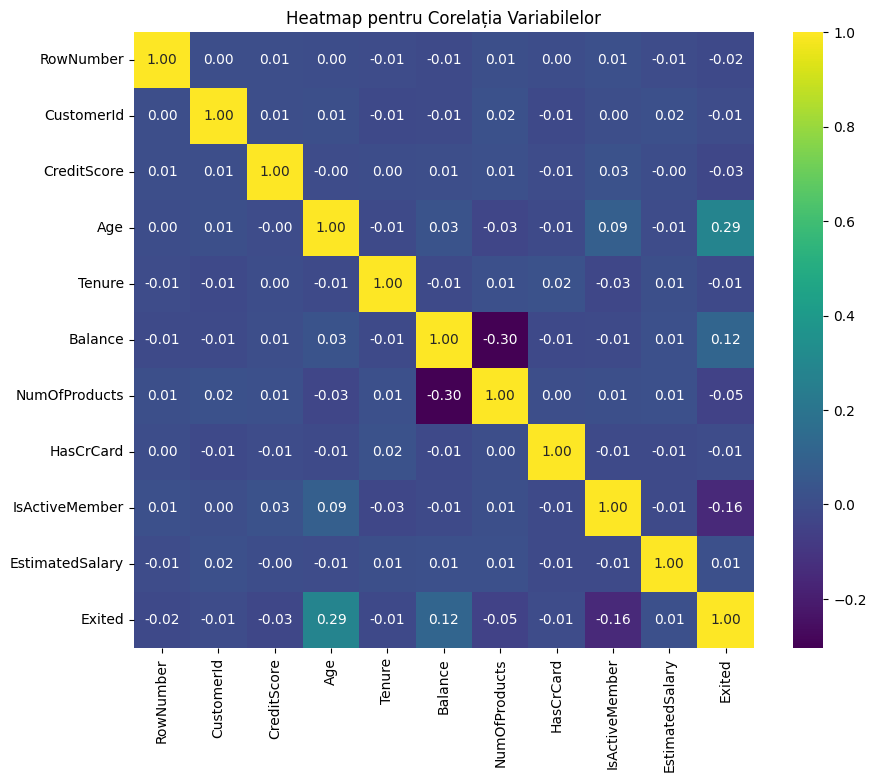 Heatmap pentru Corelația Variabilelor
RowNumber 1.00 0.00 0.01 0.00 -0.01 -0.01 0.01 0.00 0.01 -0.01 -0.02
CustomerId 0.00 1.00 0.01 0.01 -0.01 -0.01 0.02 -0.01 0.00 0.02 -0.01
CreditScore 0.01 0.01 1.00 -0.00 0.00 0.01 0.01 -0.01 0.03 -0.00 -0.03
Age 0.00 0.01 -0.00 1.00 -0.01 0.03 -0.03 -0.01 0.09 -0.01 0.29
Tenure -0.01 -0.01 0.00 -0.01 1.00 -0.01 0.01 0.02 -0.03 0.01 -0.01
Balance -0.01 -0.01 0.01 0.03 -0.01 1.00 -0.30 -0.01 -0.01 0.01 0.12
NumOfProducts 0.01 0.02 0.01 -0.03 0.01 -0.30 1.00 0.00 0.01 0.01 -0.05
HasCrCard 0.00 -0.01 -0.01 -0.01 0.02 -0.01 0.00 1.00 -0.01 -0.01 -0.01
IsActiveMember 0.01 0.00 0.03 0.09 -0.03 -0.01 0.01 -0.01 1.00 -0.01 -0.16
EstimatedSalary -0.01 0.02 -0.00 -0.01 0.01 0.01 0.01 -0.01 -0.01 1.00 0.01
Exited -0.02 -0.01 -0.03 0.29 -0.01 0.12 -0.05 -0.01 -0.16 0.01 1.00
RowNumber
CustomerId
CreditScore
Age
Tenure
Balance
NumOfProducts
HasCrCard
IsActiveMember
EstimatedSalary
Exited
1.0
0.8
0.6
0.4
0.2
0.0
−0.2